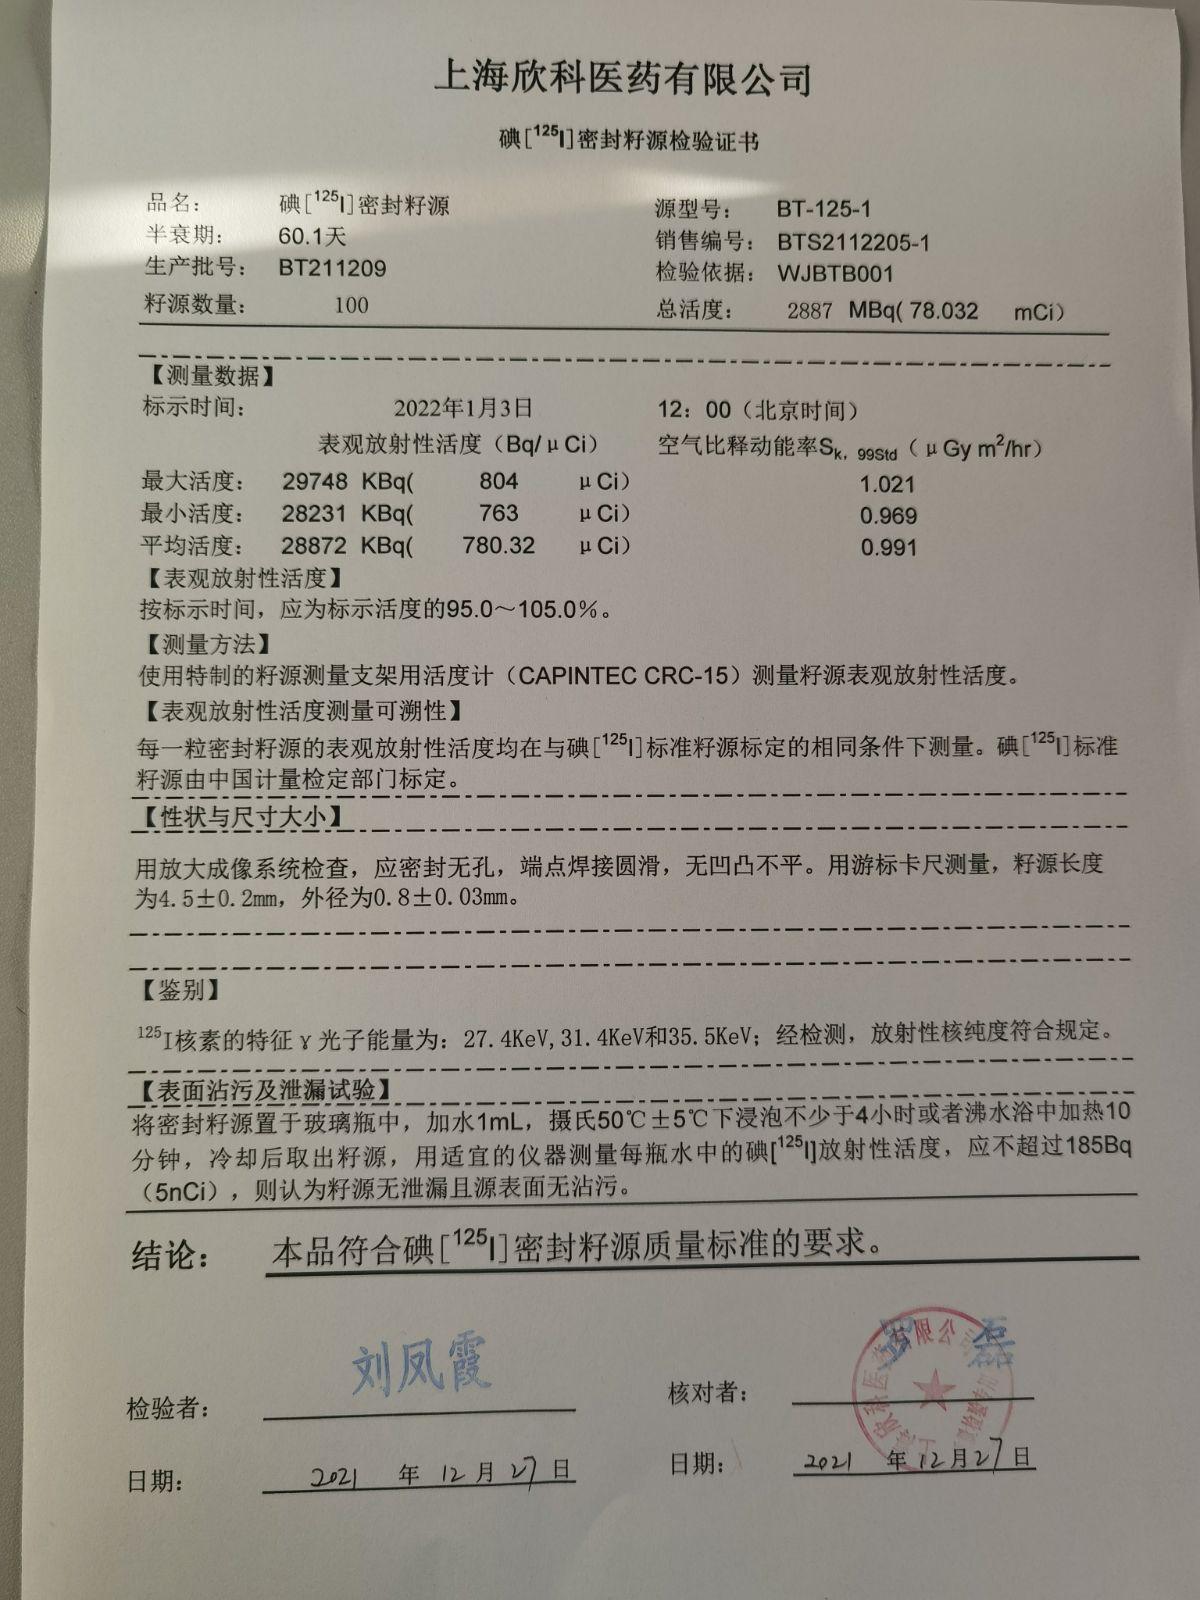 上海欣科医药有限公司
碘[¹²⁵I]密封籽源检验证书
品名： 碘[¹²⁵I]密封籽源 源型号： BT-125-1
半衰期： 60.1天 销售编号： BTS2112205-1
生产批号： BT211209 检验依据： WJBTB001
籽源数量： 100 总活度： 2887 MBq( 78.032 mCi）
【测量数据】
标示时间： 2022年1月3日 12：00（北京时间）
表观放射性活度（Bq/μCi） 空气比释动能率Sk，99Std（μGy m²/hr）
最大活度： 29748 KBq( 804 μCi） 1.021
最小活度： 28231 KBq( 763 μCi） 0.969
平均活度： 28872 KBq( 780.32 μCi） 0.991
【表观放射性活度】
按标示时间，应为标示活度的95.0～105.0%。
【测量方法】
使用特制的籽源测量支架用活度计（CAPINTEC CRC-15）测量籽源表观放射性活度。
【表观放射性活度测量可溯性】
每一粒密封籽源的表观放射性活度均在与碘[¹²⁵I]标准籽源标定的相同条件下测量。碘[¹²⁵I]标准
籽源由中国计量检定部门标定。
【性状与尺寸大小】
用放大成像系统检查，应密封无孔，端点焊接圆滑，无凹凸不平。用游标卡尺测量，籽源长度
为4.5±0.2mm，外径为0.8±0.03mm。
【鉴别】
¹²⁵I核素的特征γ光子能量为：27.4KeV,31.4KeV和35.5KeV；经检测，放射性核纯度符合规定。
【表面沾污及泄漏试验】
将密封籽源置于玻璃瓶中，加水1mL，摄氏50℃±5℃下浸泡不少于4小时或者沸水浴中加热10
分钟，冷却后取出籽源，用适宜的仪器测量每瓶水中的碘[¹²⁵I]放射性活度，应不超过185Bq
（5nCi），则认为籽源无泄漏且源表面无沾污。
结论： 本品符合碘[¹²⁵I]密封籽源质量标准的要求。
检验者： 刘凤霞 核对者： 罗磊
日期： 2021 年 12 月 27 日 日期： 2021 年 12 月 27 日